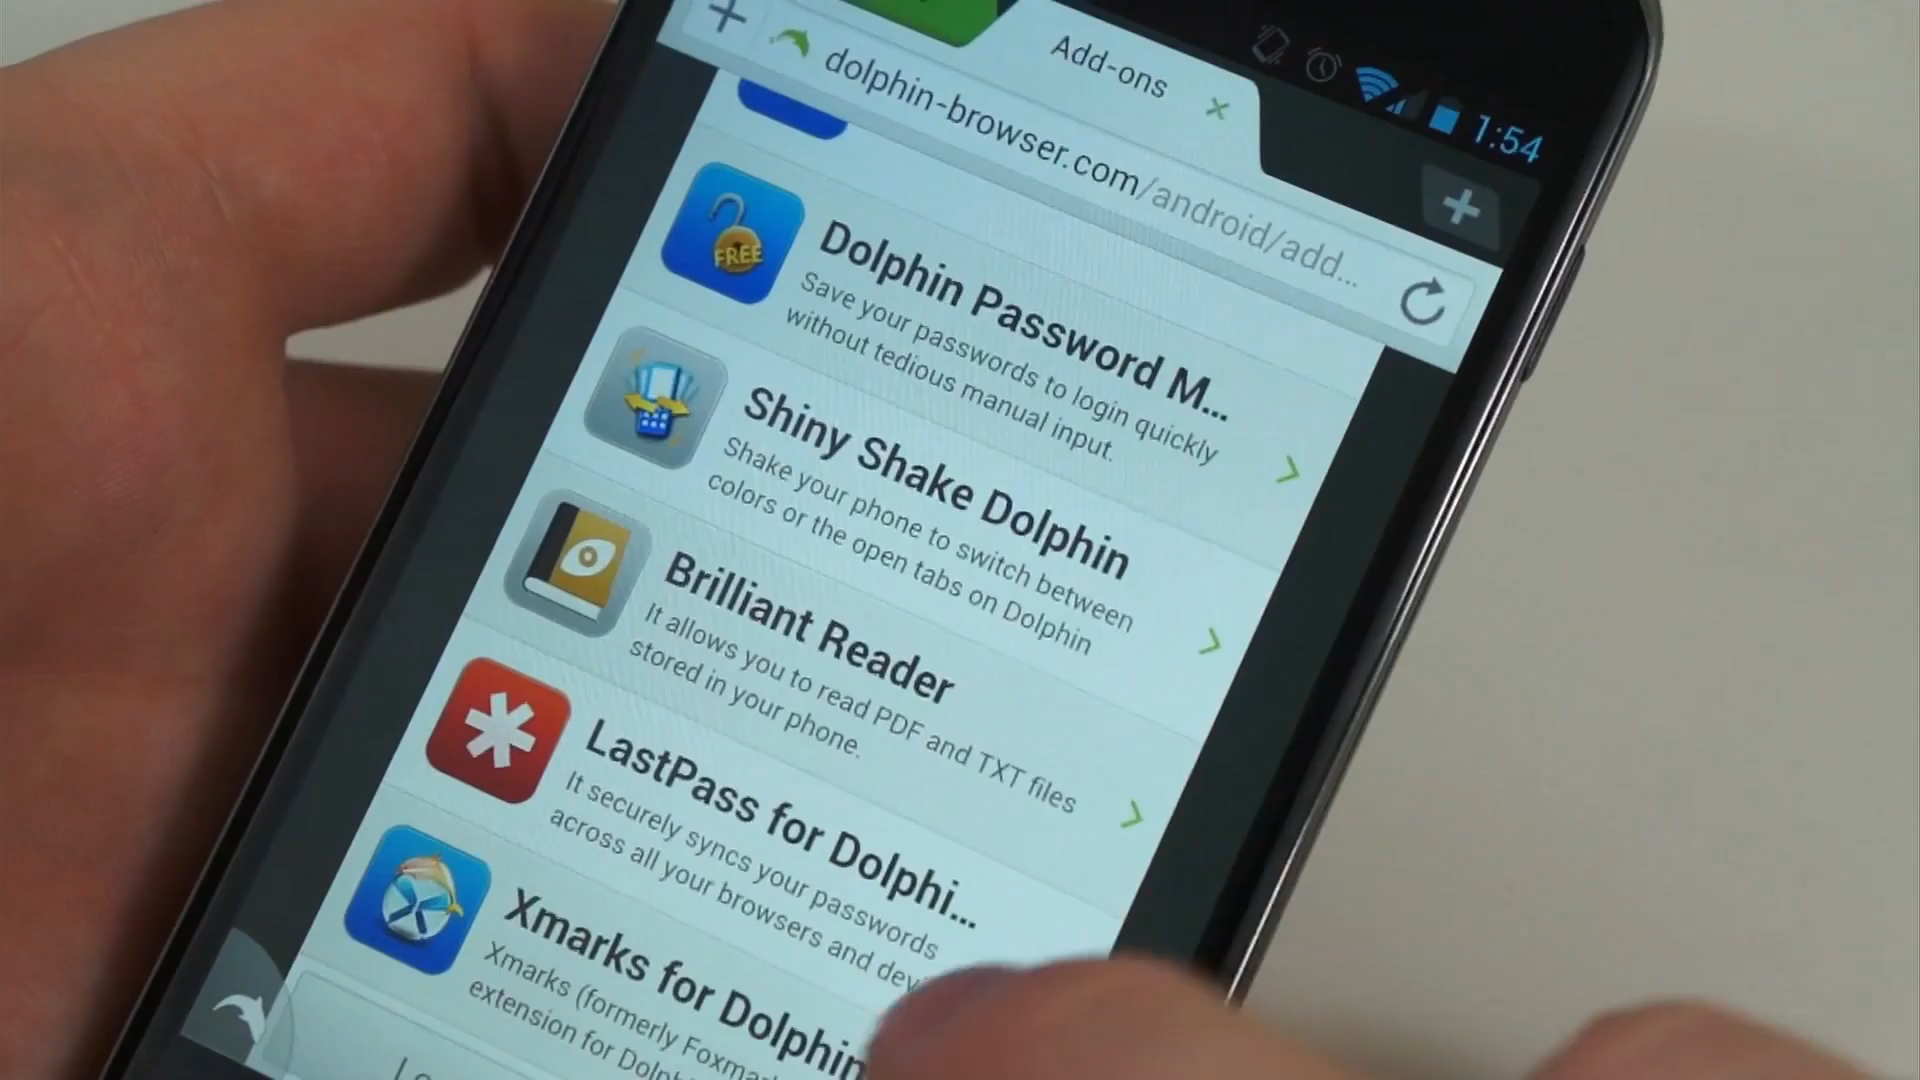 Add-ons
1:54
dolphin-browser.com/android/add...
FREE
Dolphin Password M...
Save your passwords to login quickly
without tedious manual input.
Shiny Shake Dolphin
Shake your phone to switch between
colors or the open tabs on Dolphin
Brilliant Reader
It allows you to read PDF and TXT files
stored in your phone.
LastPass for Dolphi...
It securely syncs your passwords
across all your browsers and
Xmarks for Dolphin
Xmarks (formerly
extension for